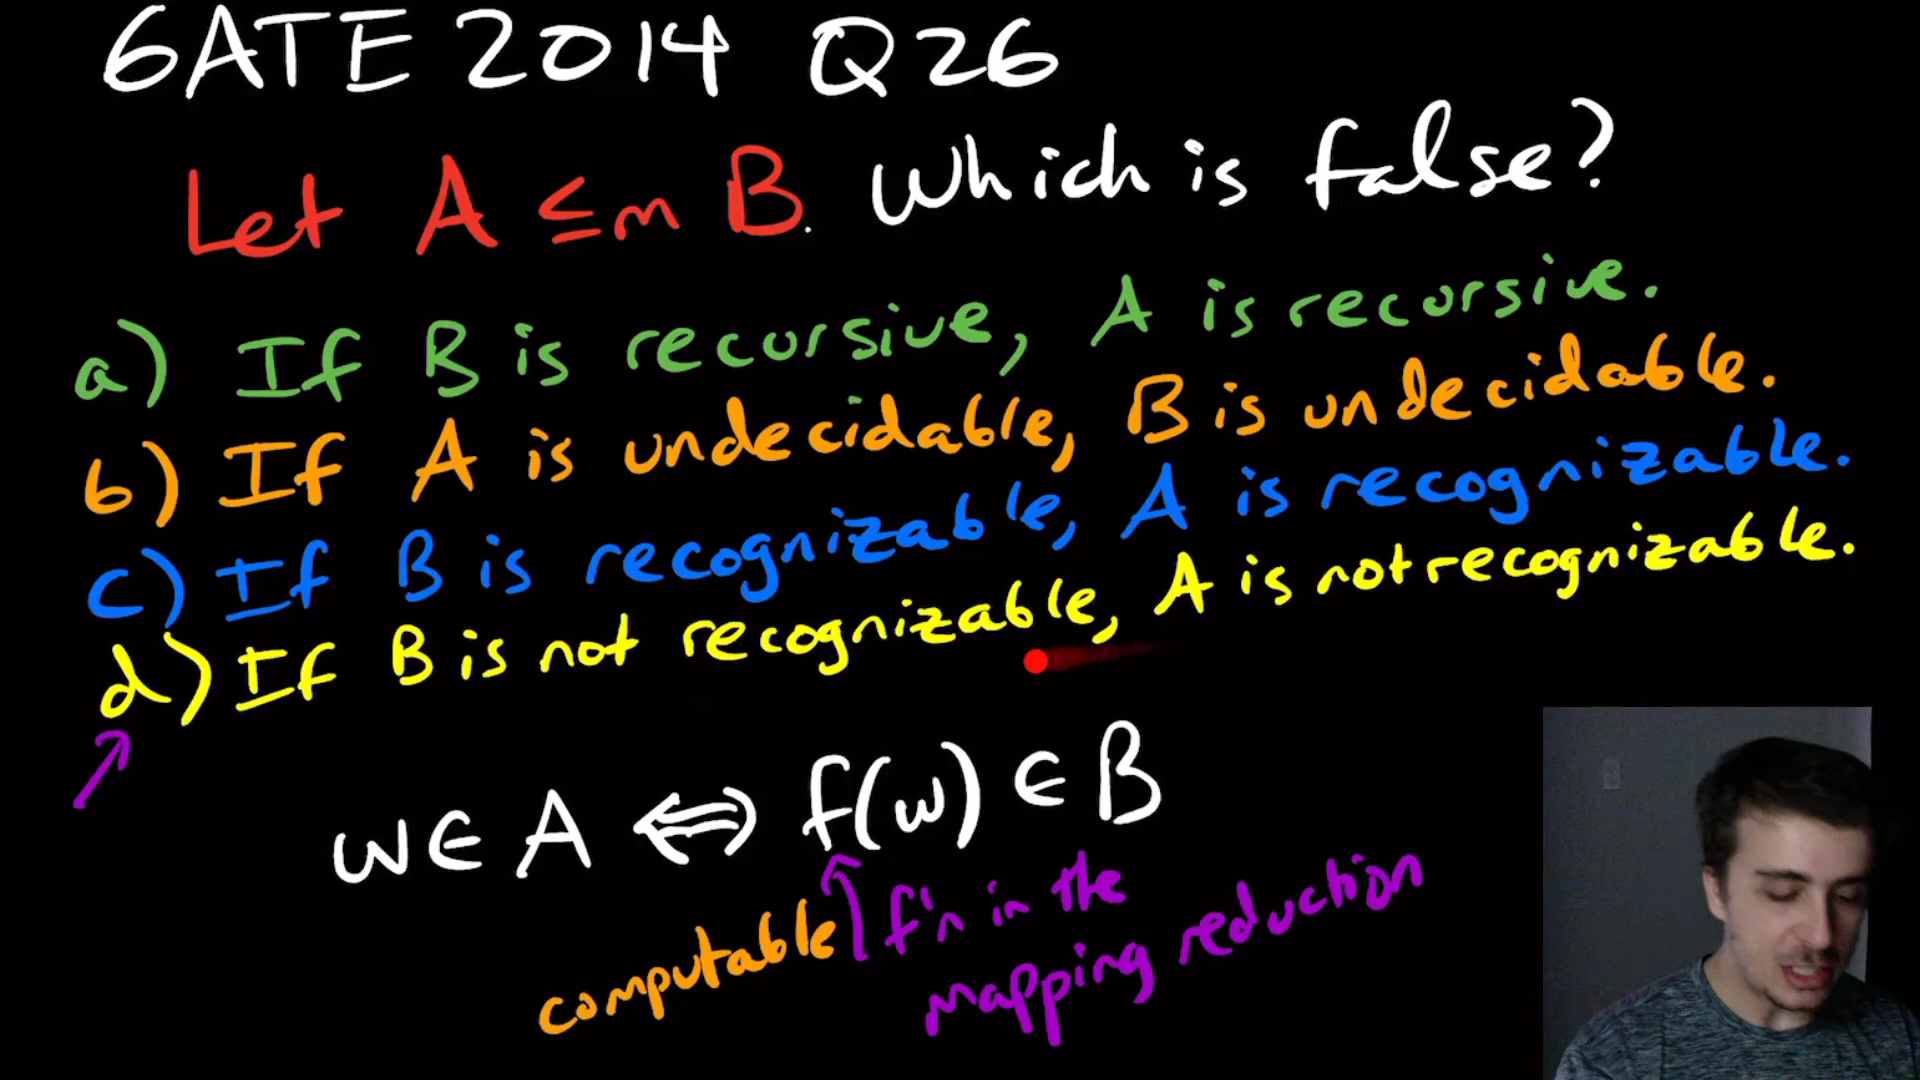 GATE 2014 Q26
Let A ≤m B. Which is false?
a) If B is recursive, A is recursive.
b) If A is undecidable, B is undecidable.
c) If B is recognizable, A is recognizable.
d) If B is not recognizable, A is not recognizable.
w ∈ A ⇔ f(w) ∈ B
computable f'n in the
mapping reduction